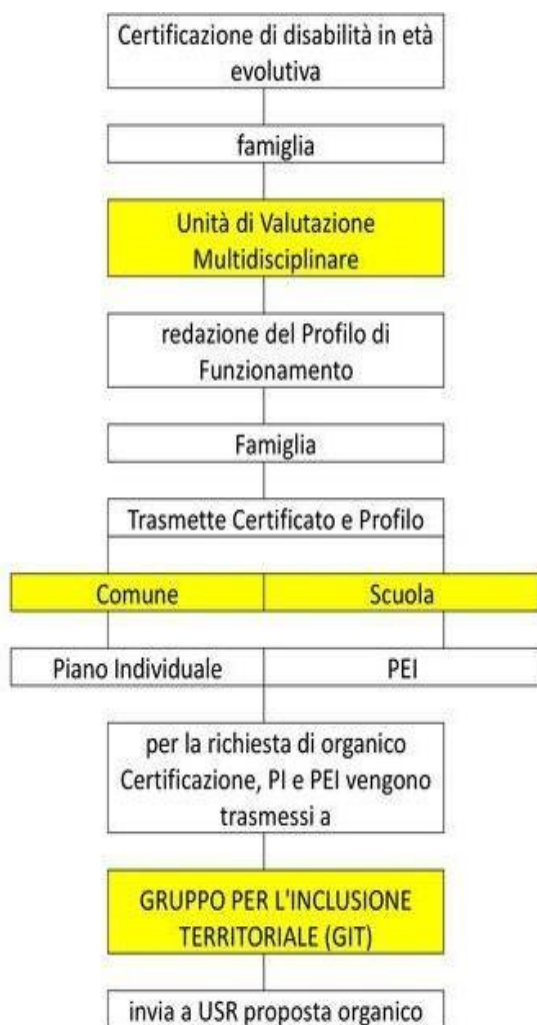 Certificazione di disabilità in età
evolutiva
famiglia
Unità di Valutazione
Multidisciplinare
redazione del Profilo di
Funzionamento
Famiglia
Trasmette Certificato e Profilo
Comune
Scuola
Piano Individuale
PEI
per la richiesta di organico
Certificazione, PI e PEI vengono
trasmessi a
GRUPPO PER L'INCLUSIONE
TERRITORIALE (GIT)
invia a USR proposta organico